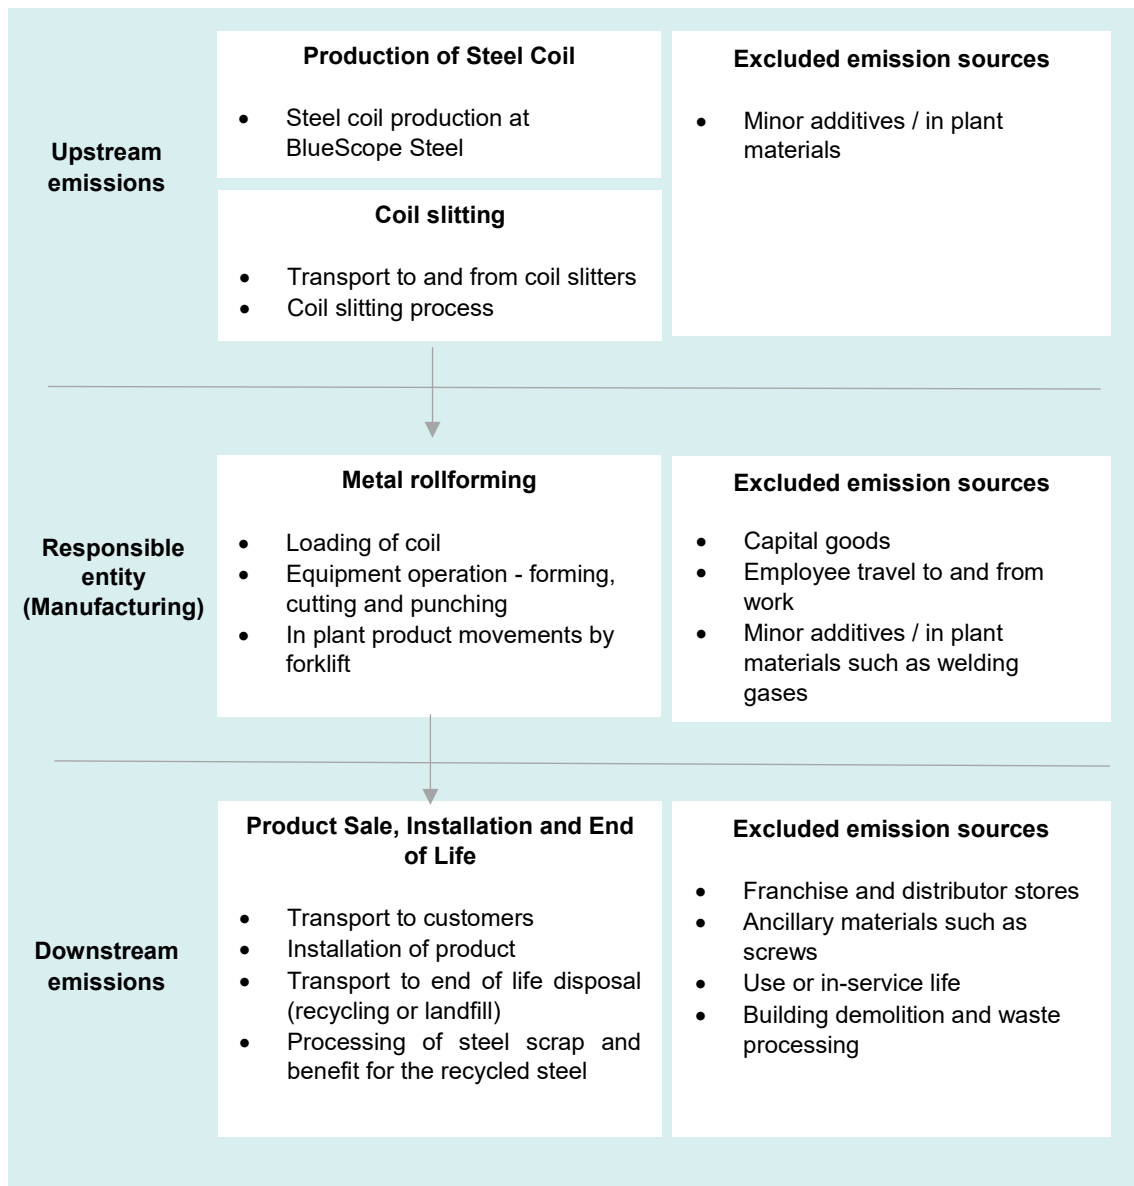 Upstream
emissions
Production of Steel Coil
• Steel coil production at
BlueScope Steel
Coil slitting
• Transport to and from coil slitters
• Coil slitting process
Excluded emission sources
• Minor additives / in plant
materials
Responsible
entity
(Manufacturing)
Metal rollforming
• Loading of coil
• Equipment operation - forming,
cutting and punching
• In plant product movements by
forklift
Excluded emission sources
• Capital goods
• Employee travel to and from
work
• Minor additives / in plant
materials such as welding
gases
Downstream
emissions
Product Sale, Installation and End
of Life
• Transport to customers
• Installation of product
• Transport to end of life disposal
(recycling or landfill)
• Processing of steel scrap and
benefit for the recycled steel
Excluded emission sources
• Franchise and distributor stores
• Ancillary materials such as
screws
• Use or in-service life
• Building demolition and waste
processing